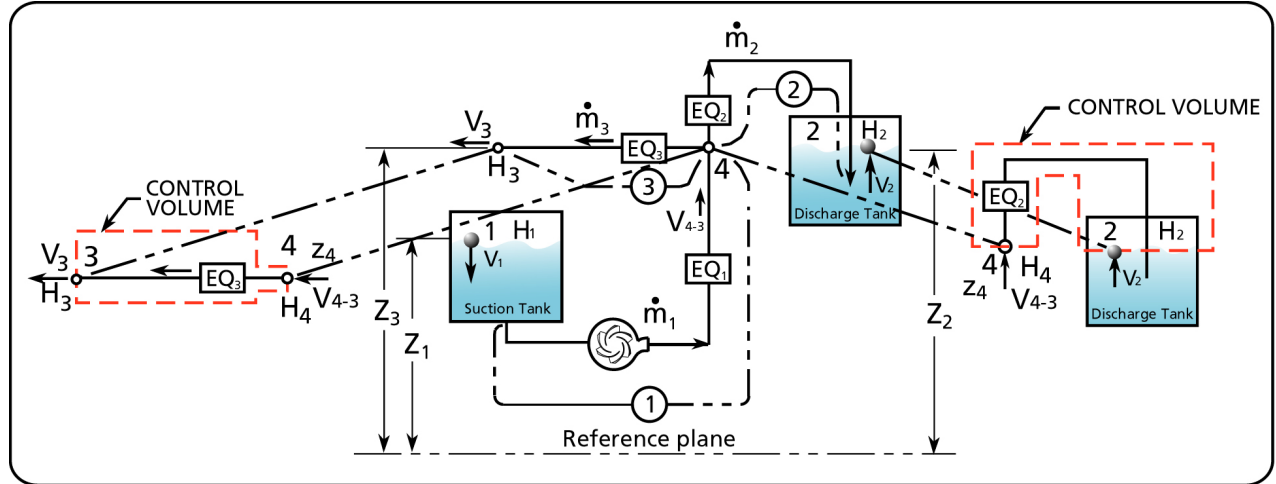 ṁ2
2
CONTROL VOLUME
EQ2
V3
ṁ3
2
H2
EQ3
H3
4
EQ2
3
V2
CONTROL
VOLUME
V4-3
Discharge Tank
1
H1
2
H2
V3
3
4
z4
V1
4
H4
EQ3
EQ1
z4
V2
H3
H4
V4-3
V4-3
Z3
Suction Tank
ṁ1
Z2
Discharge Tank
Z1
1
Reference plane